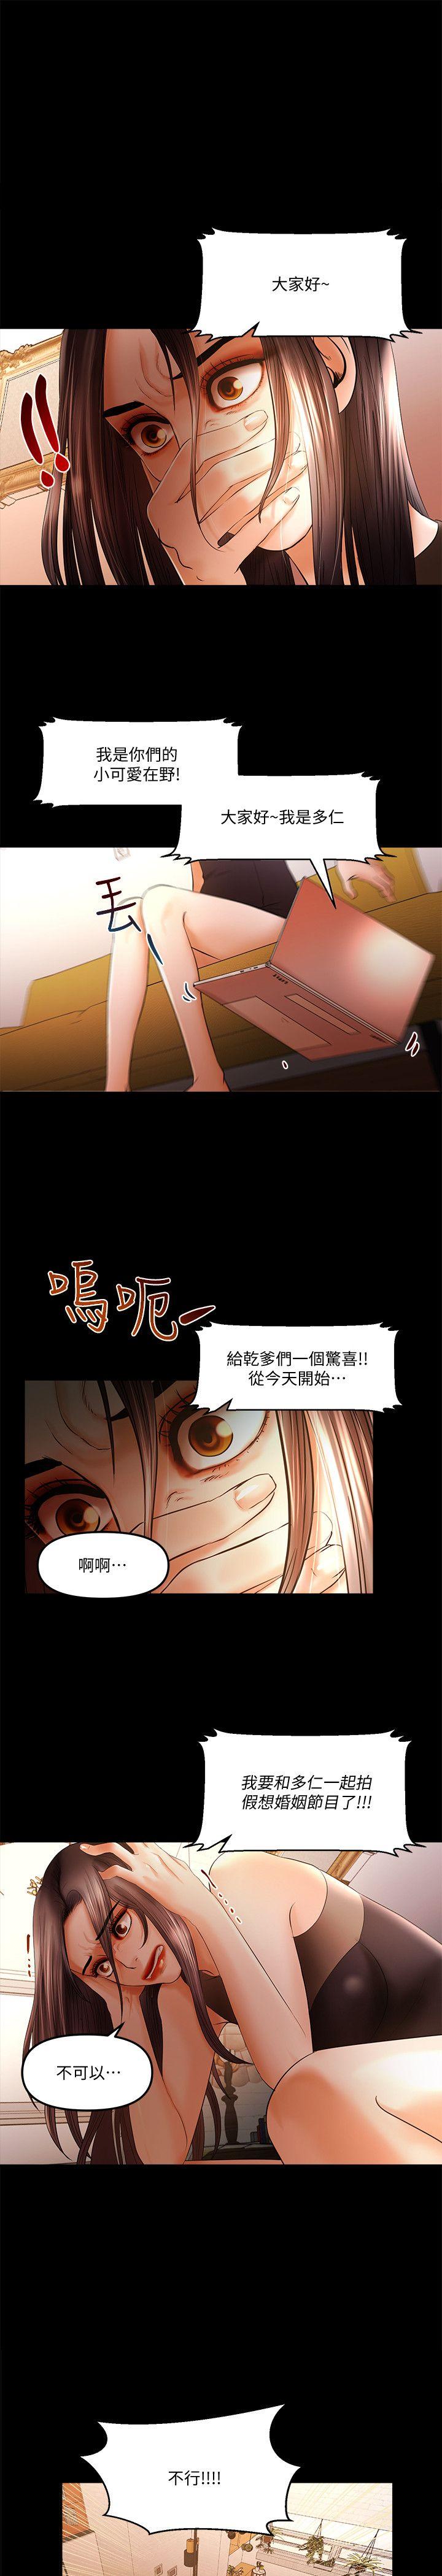 大家好~
我是你們的
小可愛在野!
大家好~我是多仁
丟
嗚呃
給乾爹們一個驚喜!!
從今天開始⋯
啊啊⋯
我要和多仁一起拍
假想婚姻節目了!!!
不可以⋯
不行!!!!